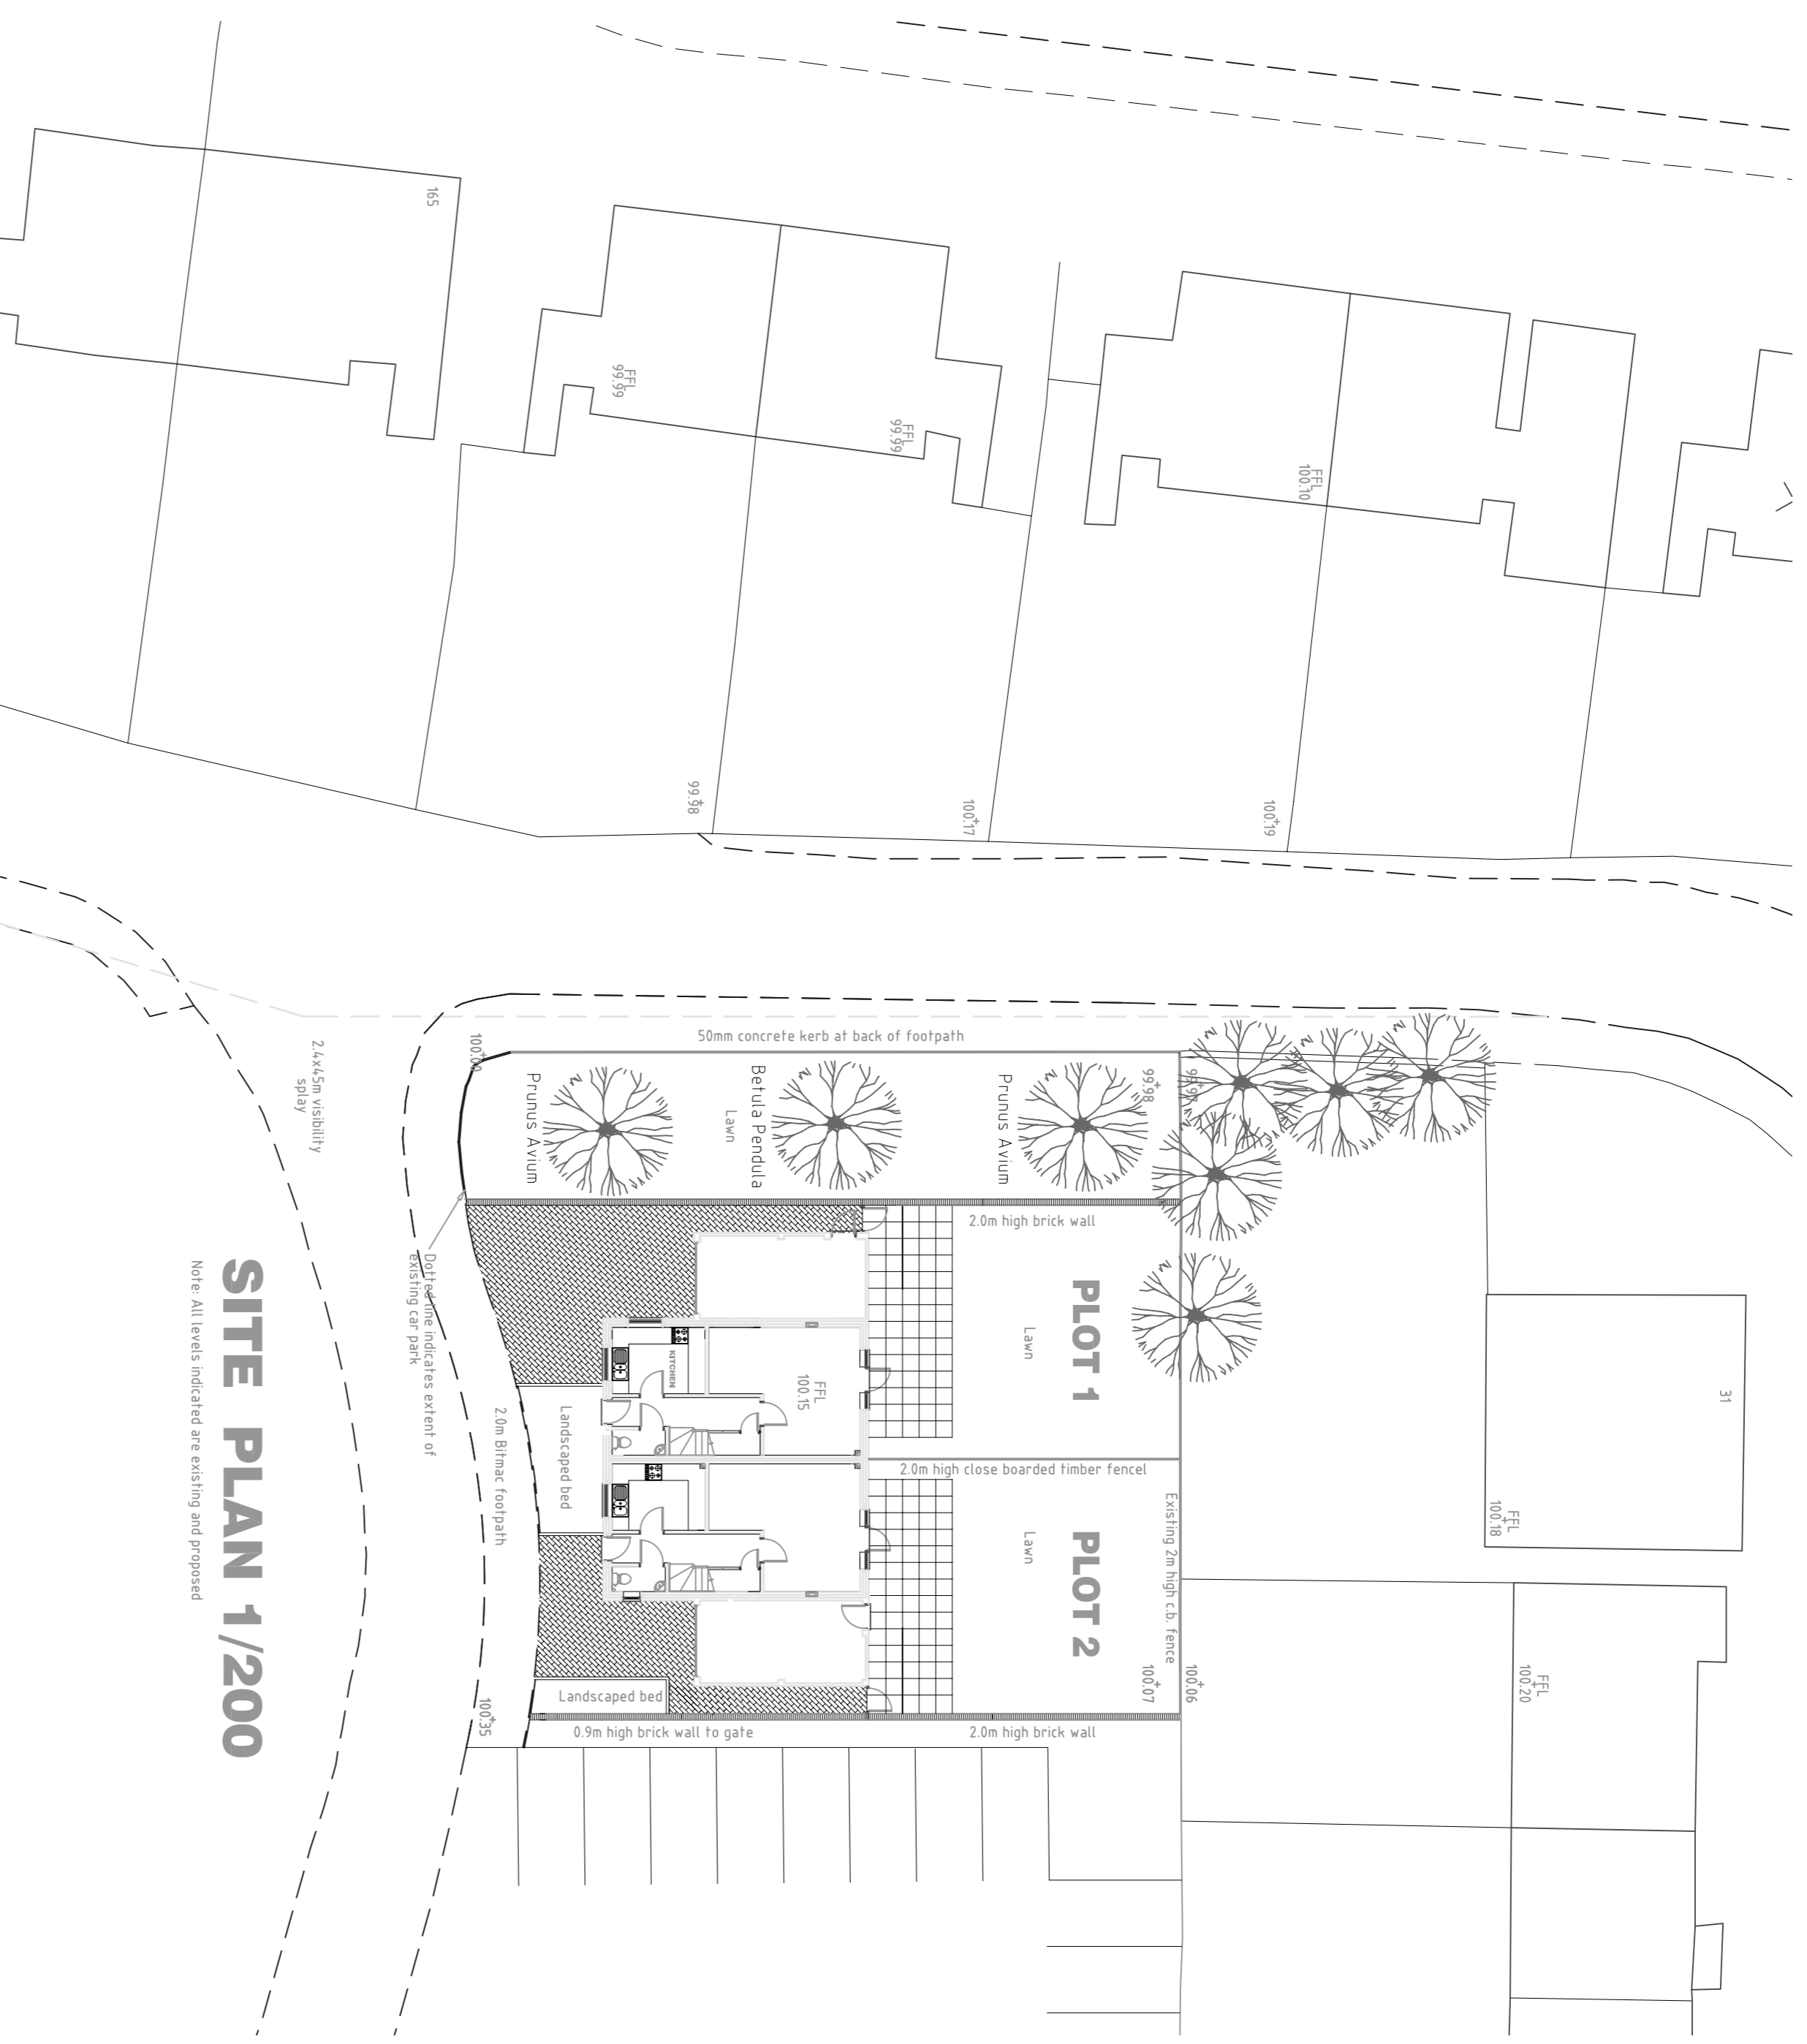 165
FFL
99.99
FFL
99.99
FFL
100.10
99.98
100.17
100.19
50mm concrete kerb at back of footpath
2.4x45m visibility
splay
Prunus Avium
Betula Pendula
Lawn
Prunus Avium
99.98
2.0m high brick wall
Dotted line indicates extent of
existing car park
KITCHEN
FFL
100.15
Lawn
PLOT 1
31
SITE PLAN 1/200
Note: All levels indicated are existing and proposed
2.0m Bitmac footpath
Landscaped bed
2.0m high close boarded timber fencel
Existing 2m high c.b. fence
FFL
100.18
Lawn
PLOT 2
100.07
100.06
FFL
100.20
100.35
Landscaped bed
0.9m high brick wall to gate
2.0m high brick wall